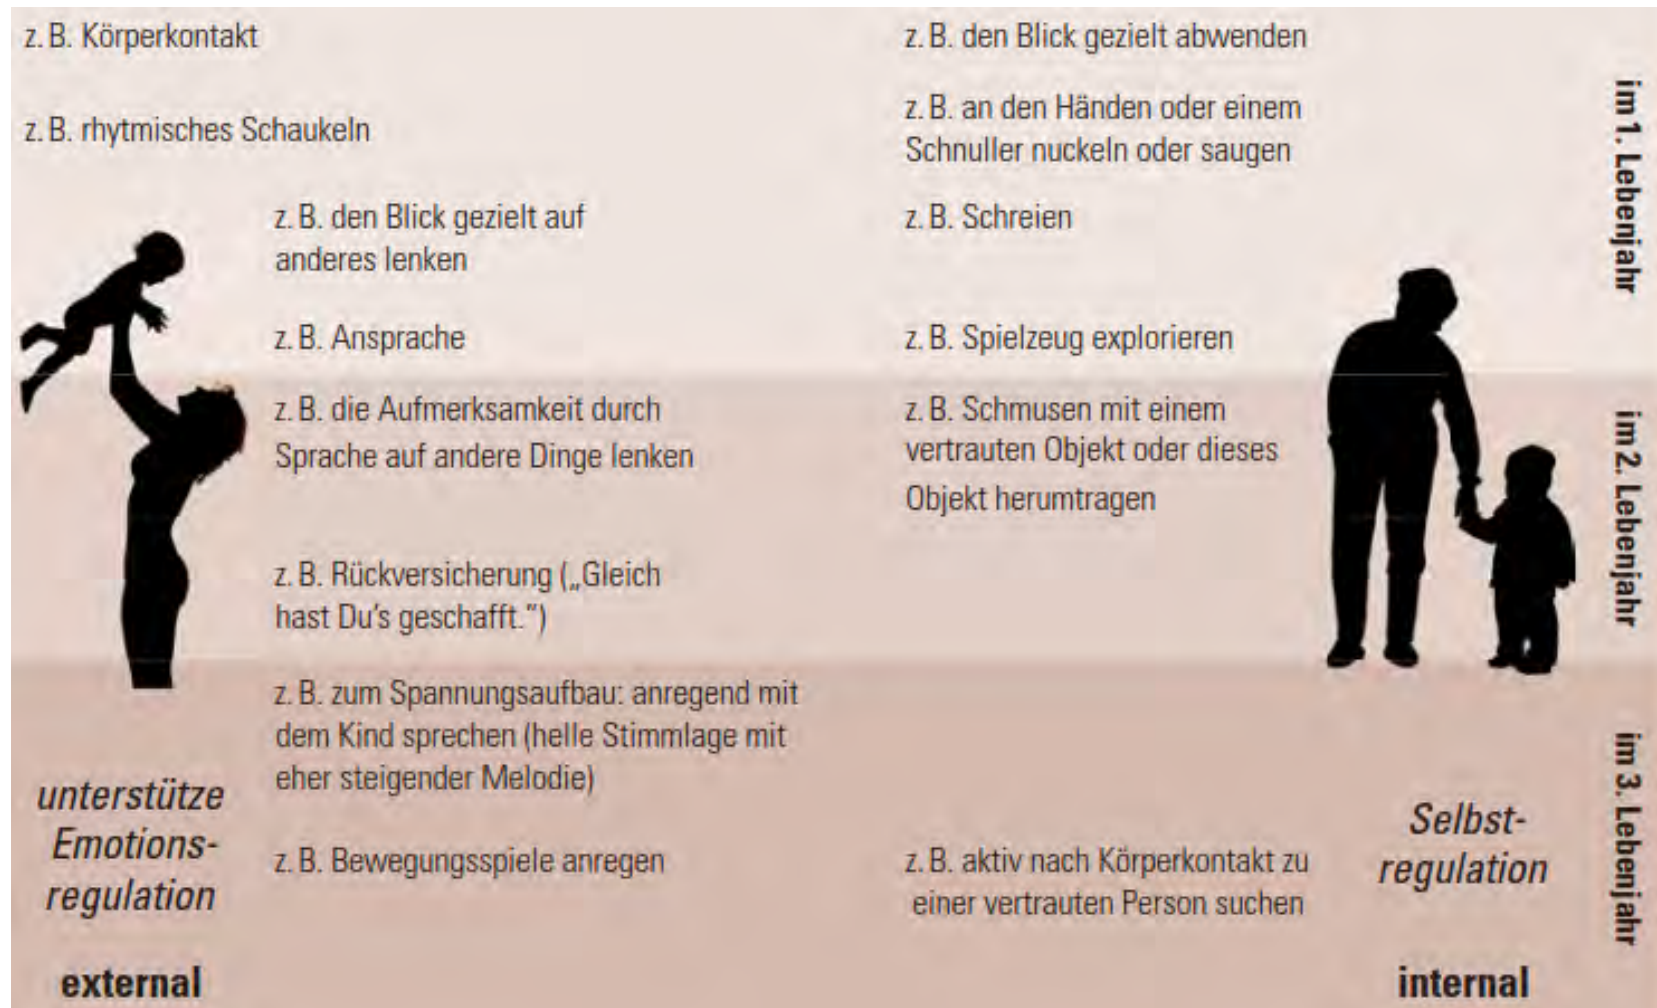 z. B. Körperkontakt
z. B. rhytmisches Schaukeln
z. B. den Blick gezielt auf
anderes lenken
z. B. Ansprache
z. B. die Aufmerksamkeit durch
Sprache auf andere Dinge lenken
z. B. Rückversicherung („Gleich
hast Du's geschafft.”)
z. B. zum Spannungsaufbau: anregend mit
dem Kind sprechen (helle Stimmlage mit
eher steigender Melodie)
z. B. Bewegungsspiele anregen
unterstütze
Emotions-
regulation
external
z. B. den Blick gezielt abwenden
z. B. an den Händen oder einem
Schnuller nuckeln oder saugen
z. B. Schreien
z. B. Spielzeug explorieren
z. B. Schmusen mit einem
vertrauten Objekt oder dieses
Objekt herumtragen
z. B. aktiv nach Körperkontakt zu
einer vertrauten Person suchen
Selbst-
regulation
internal
im 1. Lebenjahr
im 2. Lebenjahr
im 3. Lebenjahr